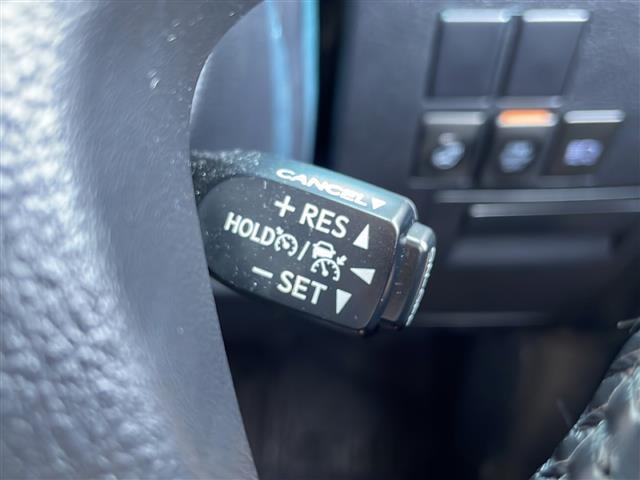 CANCEL▼
+ RES ▲
HOLD / ◀
− SET ▼